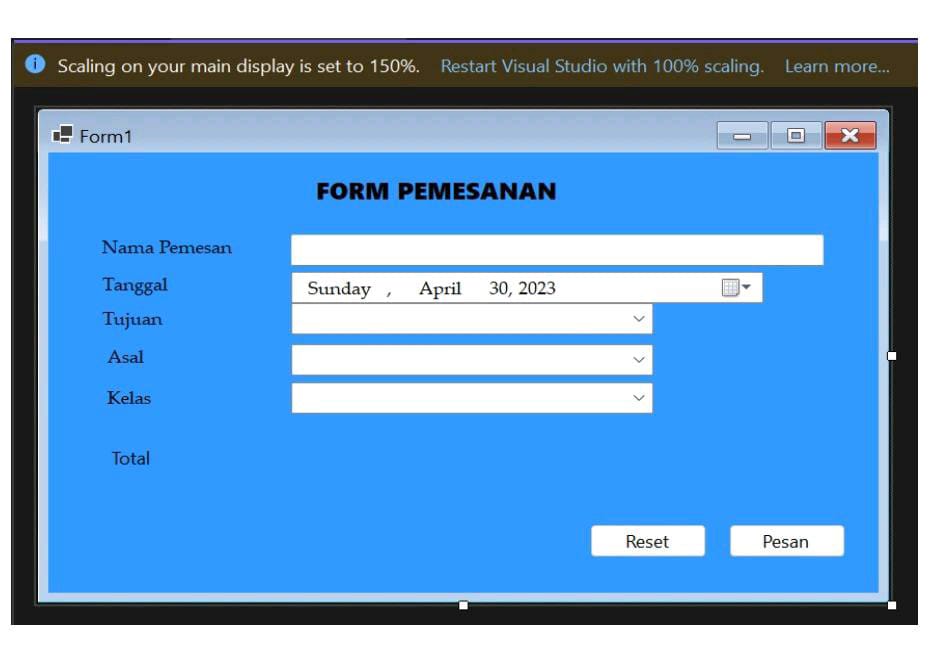 Scaling on your main display is set to 150%. Restart Visual Studio with 100% scaling. Learn more...
Form1
FORM PEMESANAN
Nama Pemesan
Tanggal Sunday , April 30, 2023
Tujuan
Asal
Kelas
Total
Reset Pesan